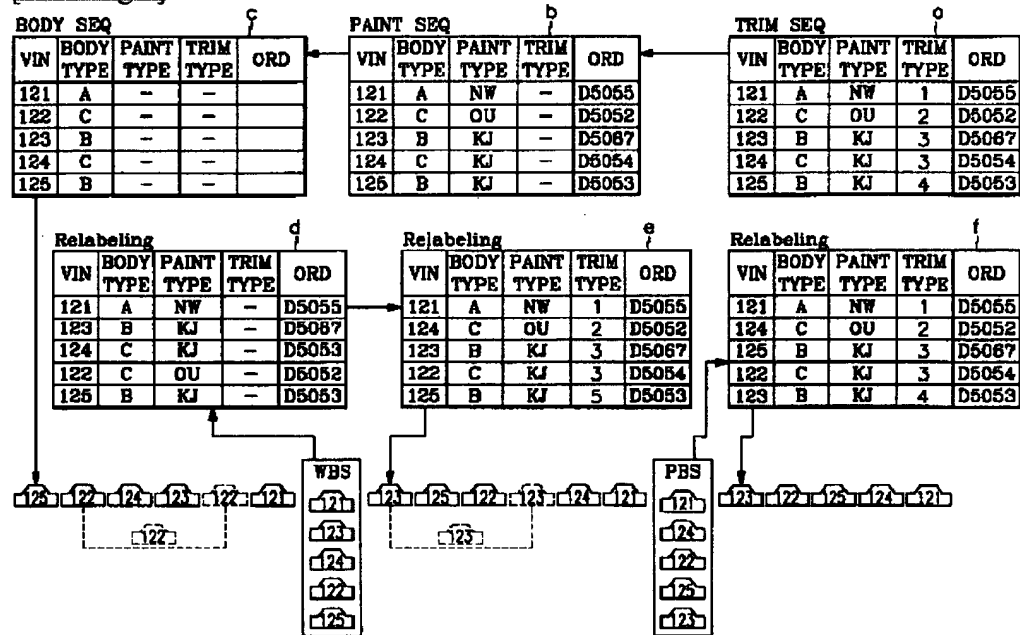 BODY SEQ c
VIN BODY TYPE PAINT TYPE TRIM TYPE ORD
121 A - -
122 C - -
123 B - -
124 C - -
125 B - -
PAINT SEQ b
VIN BODY TYPE PAINT TYPE TRIM TYPE ORD
121 A NW - D5055
122 C OU - D5052
123 B KJ - D5067
124 C KJ - D5054
125 B KJ - D5053
TRIM SEQ a
VIN BODY TYPE PAINT TYPE TRIM TYPE ORD
121 A NW 1 D5055
122 C OU 2 D5052
123 B KJ 3 D5067
124 C KJ 3 D5054
125 B KJ 4 D5053
Relabeling d
VIN BODY TYPE PAINT TYPE TRIM TYPE ORD
121 A NW - D5055
123 B KJ - D5067
124 C KJ - D5053
122 C OU - D5052
125 B KJ - D5053
Relabeling e
VIN BODY TYPE PAINT TYPE TRIM TYPE ORD
121 A NW 1 D5055
124 C OU 2 D5052
123 B KJ 3 D5067
122 C KJ 3 D5054
125 B KJ 5 D5053
Relabeling f
VIN BODY TYPE PAINT TYPE TRIM TYPE ORD
121 A NW 1 D5055
124 C OU 2 D5052
125 B KJ 3 D5067
122 C KJ 3 D5054
123 B KJ 4 D5053
125 122 124 123 122 121
122
WBS
121
123
124
122
125
123 125 122 123 124 121
123
PBS
121
124
122
125
123
123 122 125 124 121